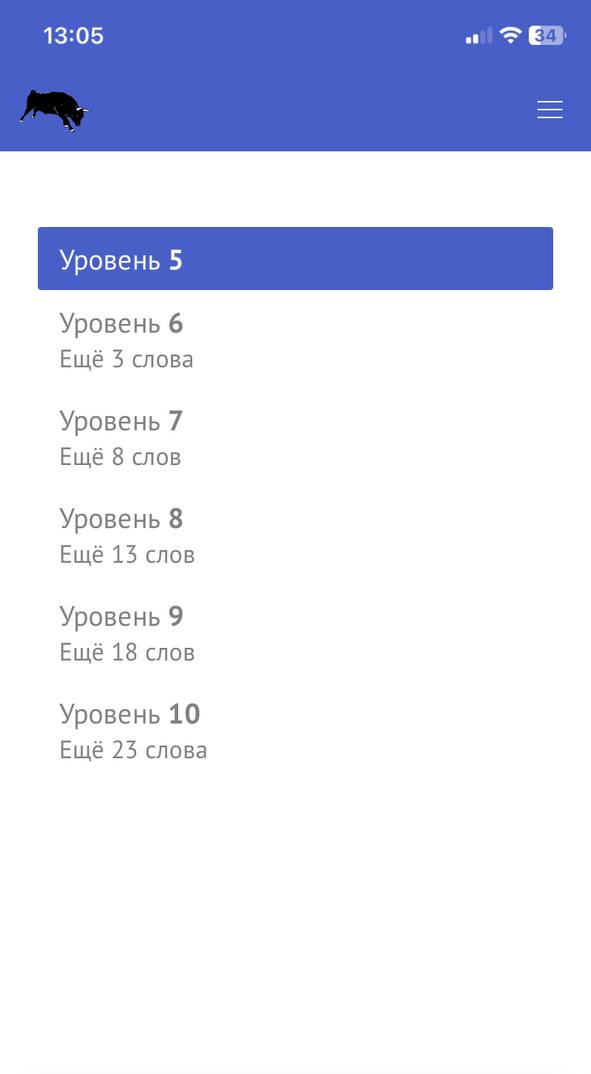 13:05
34
Уровень 5
Уровень 6
Ещё 3 слова
Уровень 7
Ещё 8 слов
Уровень 8
Ещё 13 слов
Уровень 9
Ещё 18 слов
Уровень 10
Ещё 23 слова